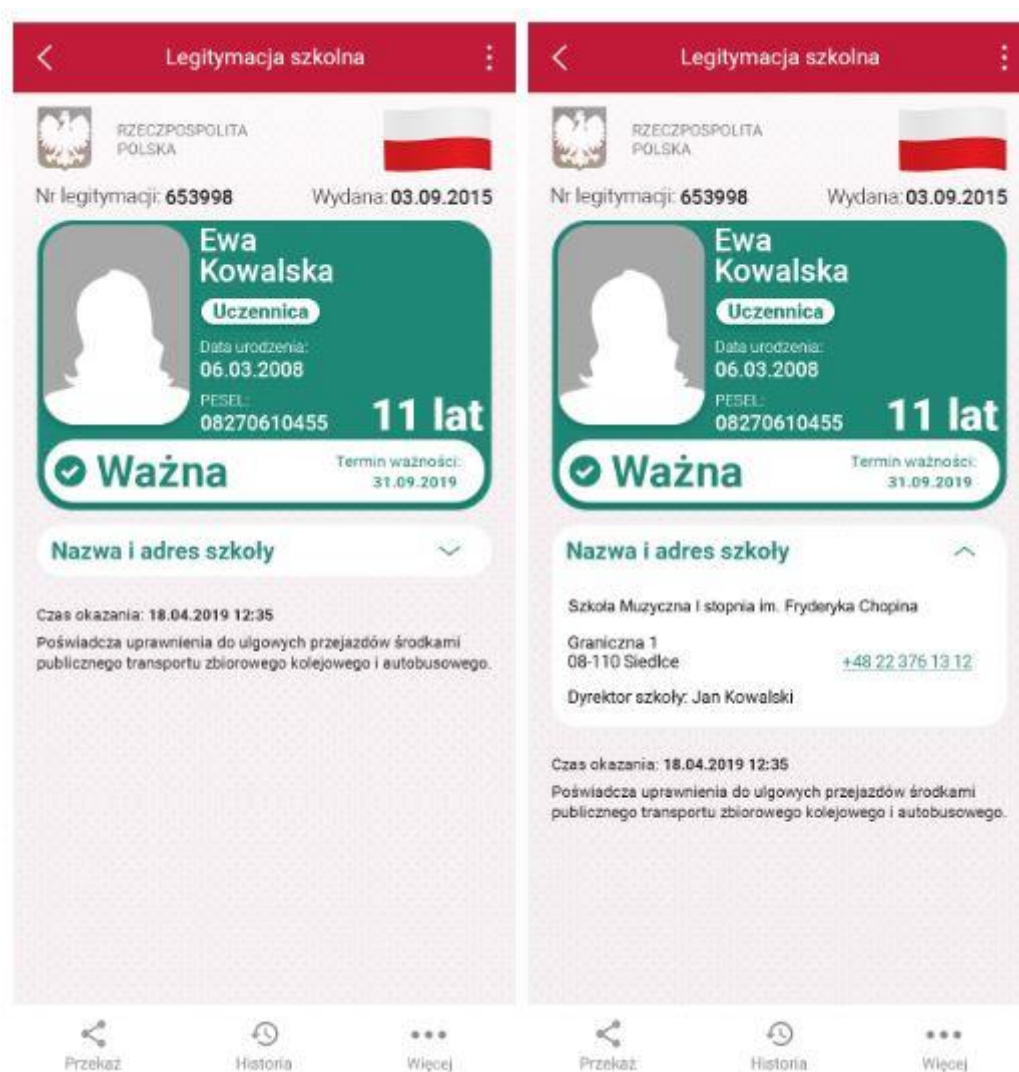 Legitymacja szkolna
RZECZPOSPOLITA
POLSKA
Nr legitymacji: 653998 Wydana: 03.09.2015
Ewa
Kowalska
Uczennica
Data urodzenia:
06.03.2008
PESEL:
08270610455
11 lat
Ważna
Termin ważności:
31.09.2019
Nazwa i adres szkoły
Czas okazania: 18.04.2019 12:35
Poświadcza uprawnienia do ulgowych przejazdów środkami
publicznego transportu zbiorowego kolejowego i autobusowego.
Przekaż Historia Więcej
Legitymacja szkolna
RZECZPOSPOLITA
POLSKA
Nr legitymacji: 653998 Wydana: 03.09.2015
Ewa
Kowalska
Uczennica
Data urodzenia:
06.03.2008
PESEL:
08270610455
11 lat
Ważna
Termin ważności:
31.09.2019
Nazwa i adres szkoły
Szkoła Muzyczna I stopnia im. Fryderyka Chopina
Graniczna 1
08-110 Siedlce +48 22 376 13 12
Dyrektor szkoły: Jan Kowalski
Czas okazania: 18.04.2019 12:35
Poświadcza uprawnienia do ulgowych przejazdów środkami
publicznego transportu zbiorowego kolejowego i autobusowego.
Przekaż Historia Więcej